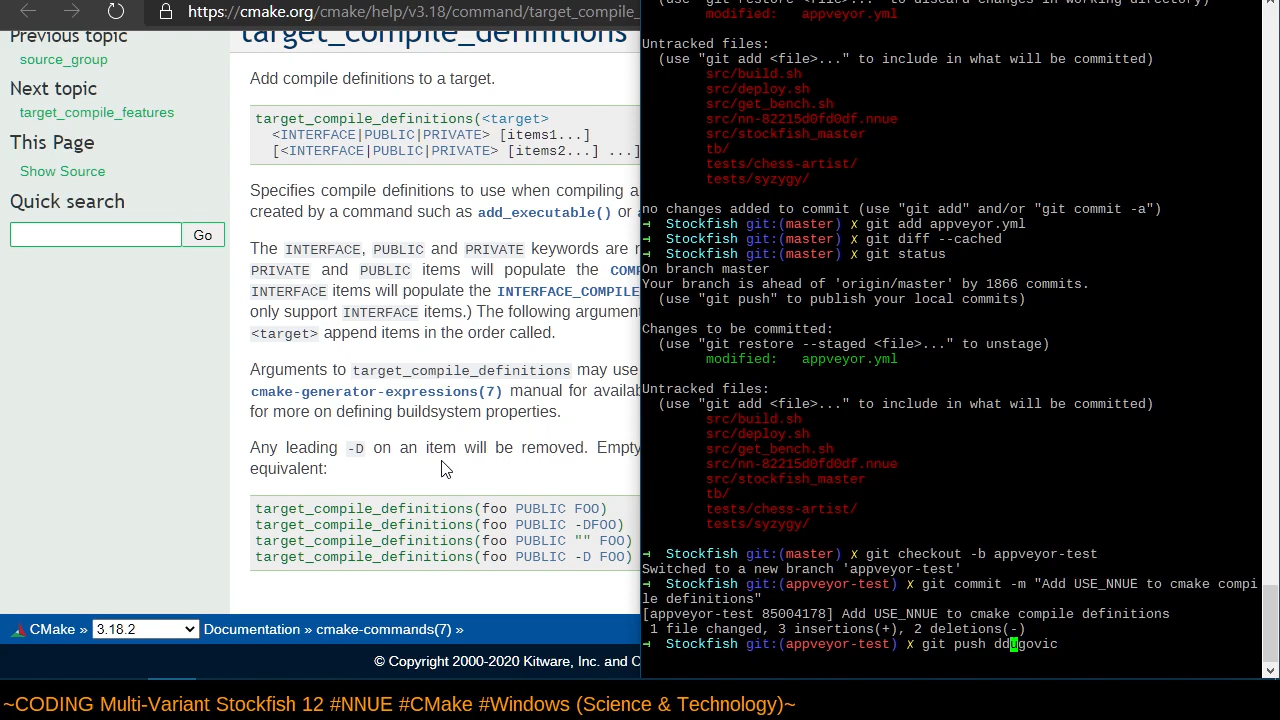 https://cmake.org/cmake/help/v3.18/command/target_compile_
Previous topic
source_group
Next topic
target_compile_features
This Page
Show Source
Quick search
Go
target_compile_definitions
Add compile definitions to a target.
target_compile_definitions(<target>
<INTERFACE|PUBLIC|PRIVATE> [items1...]
[<INTERFACE|PUBLIC|PRIVATE> [items2...] ...]
Specifies compile definitions to use when compiling a
created by a command such as add_executable() or
The INTERFACE, PUBLIC and PRIVATE keywords are
PRIVATE and PUBLIC items will populate the COMP
INTERFACE items will populate the INTERFACE_COMPILE
only support INTERFACE items.) The following argument
<target> append items in the order called.
Arguments to target_compile_definitions may use
cmake-generator-expressions(7) manual for availab
for more on defining buildsystem properties.
Any leading -D on an item will be removed. Empty
equivalent:
target_compile_definitions(foo PUBLIC FOO)
target_compile_definitions(foo PUBLIC -DFOO)
target_compile_definitions(foo PUBLIC "" FOO)
target_compile_definitions(foo PUBLIC -D FOO)
CMake » 3.18.2 Documentation » cmake-commands(7) »
© Copyright 2000-2020 Kitware, Inc. and C
(use "git restore <file>..." to discard changes in working directory)
modified: appveyor.yml
Untracked files:
(use "git add <file>..." to include in what will be committed)
src/build.sh
src/deploy.sh
src/get_bench.sh
src/nn-82215d0fd0df.nnue
src/stockfish_master
tb/
tests/chess-artist/
tests/syzygy/
no changes added to commit (use "git add" and/or "git commit -a")
→ Stockfish git:(master) ✗ git add appveyor.yml
→ Stockfish git:(master) ✗ git diff --cached
→ Stockfish git:(master) ✗ git status
On branch master
Your branch is ahead of 'origin/master' by 1866 commits.
(use "git push" to publish your local commits)
Changes to be committed:
(use "git restore --staged <file>..." to unstage)
modified: appveyor.yml
Untracked files:
(use "git add <file>..." to include in what will be committed)
src/build.sh
src/deploy.sh
src/get_bench.sh
src/nn-82215d0fd0df.nnue
src/stockfish_master
tb/
tests/chess-artist/
tests/syzygy/
→ Stockfish git:(master) ✗ git checkout -b appveyor-test
Switched to a new branch 'appveyor-test'
→ Stockfish git:(appveyor-test) ✗ git commit -m "Add USE_NNUE to cmake compi
le definitions"
[appveyor-test 85004178] Add USE_NNUE to cmake compile definitions
1 file changed, 3 insertions(+), 2 deletions(-)
→ Stockfish git:(appveyor-test) ✗ git push ddugovic
~CODING Multi-Variant Stockfish 12 #NNUE #CMake #Windows (Science & Technology)~